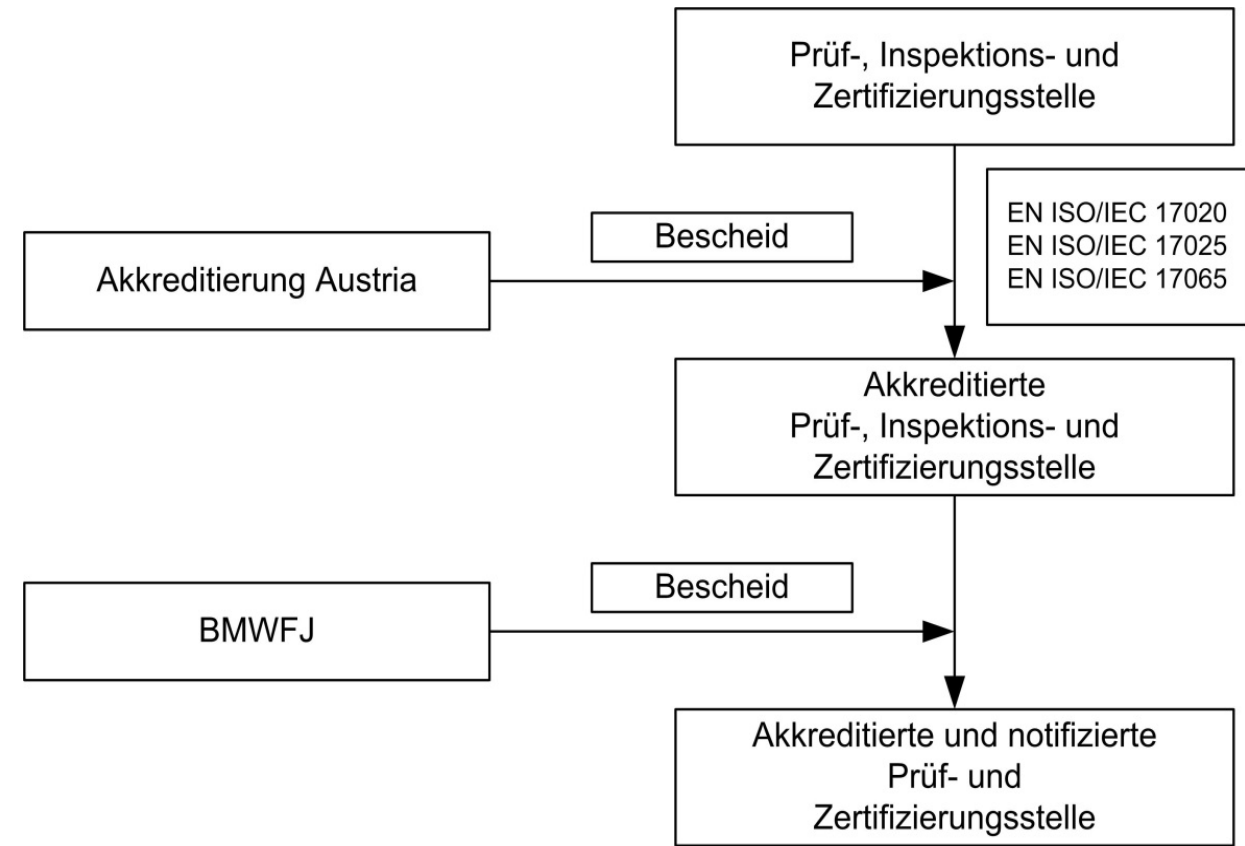 Prüf-, Inspektions- und
Zertifizierungsstelle
EN ISO/IEC 17020
EN ISO/IEC 17025
EN ISO/IEC 17065
Bescheid
Akkreditierung Austria
Akkreditierte
Prüf-, Inspektions- und
Zertifizierungsstelle
Bescheid
BMWFJ
Akkreditierte und notifizierte
Prüf- und
Zertifizierungsstelle